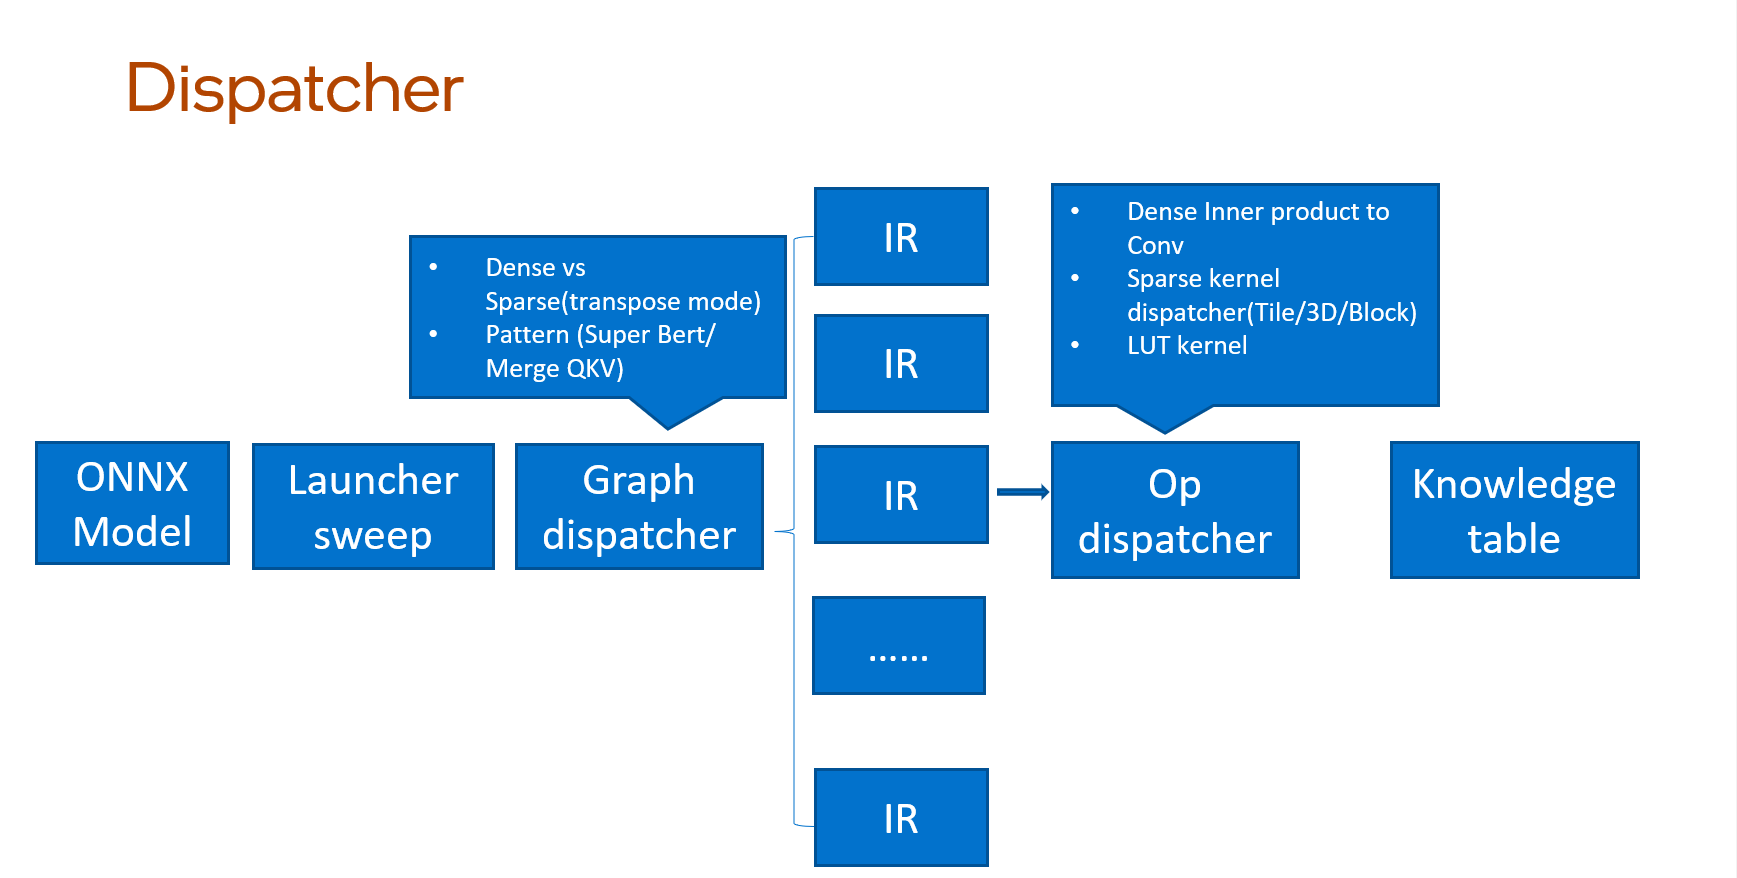 Dispatcher
ONNX
Model
Launcher
sweep
• Dense vs
Sparse(transpose mode)
• Pattern (Super Bert/
Merge QKV)
Graph
dispatcher
IR
IR
IR
......
IR
• Dense Inner product to
Conv
• Sparse kernel
dispatcher(Tile/3D/Block)
• LUT kernel
Op
dispatcher
Knowledge
table